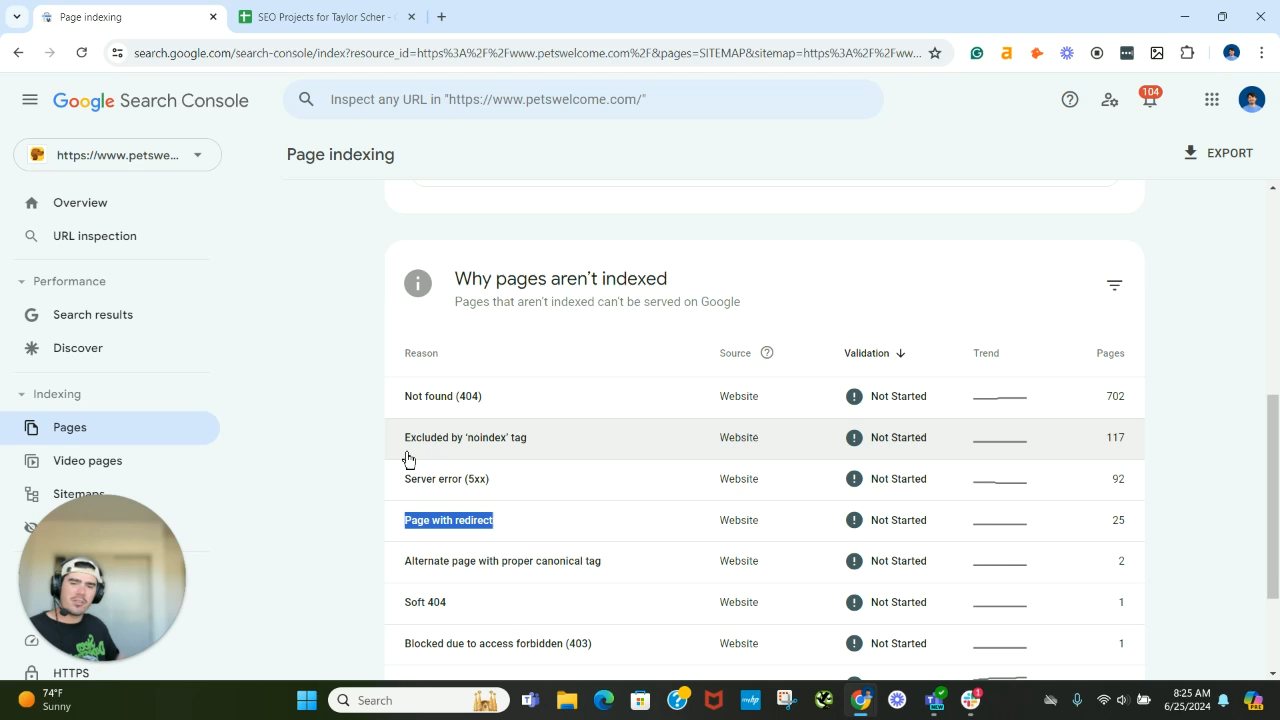 Page indexing
SEO Projects for Taylor Scher -
search.google.com/search-console/index?resource_id=https%3A%2F%2Fwww.petswelcome.com%2F&pages=SITEMAP&sitemap=https%3A%2F%2Fww...
Google Search Console
Inspect any URL in "https://www.petswelcome.com/"
104
https://www.petswe...
Page indexing
EXPORT
Overview
URL inspection
Performance
Search results
Discover
Indexing
Pages
Video pages
Sitemaps
HTTPS
Why pages aren't indexed
Pages that aren't indexed can't be served on Google
Reason Source Validation Trend Pages
Not found (404) Website Not Started 702
Excluded by 'noindex' tag Website Not Started 117
Server error (5xx) Website Not Started 92
Page with redirect Website Not Started 25
Alternate page with proper canonical tag Website Not Started 2
Soft 404 Website Not Started 1
Blocked due to access forbidden (403) Website Not Started 1
74°F
Sunny
Search
1
8:25 AM
6/25/2024